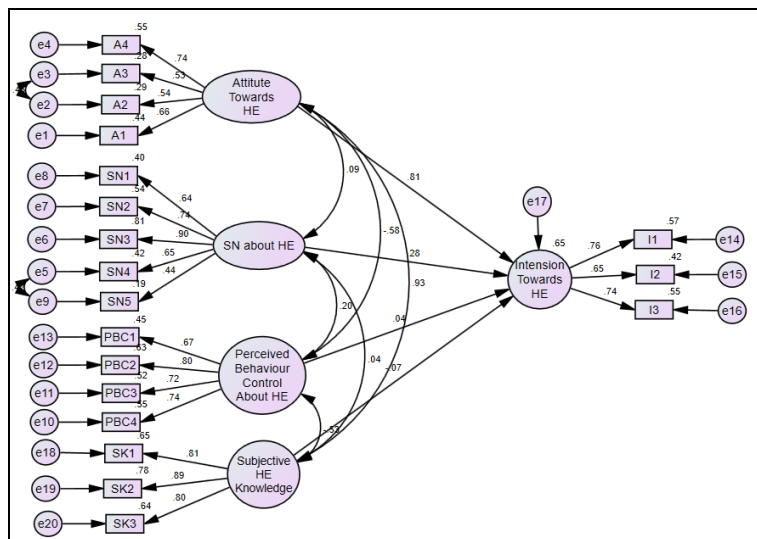 .55
e4 A4
.28 .74
e3 A3 .53
.29
e2 A2 .54
.44 .66
e1 A1
Attitute
Towards
HE
.40
e8 SN1
.54 .64
e7 SN2 .74
.81
e6 SN3 .90
.42
e5 SN4 .65
.19 .44
e9 SN5
SN about HE
.45
e13 PBC1 .67
.63
e12 PBC2 .80
.52
e11 PBC3 .72
.55
e10 PBC4 .74
Perceived
Behaviour
Control
About HE
.65
e18 SK1 .81
.78
e19 SK2 .89
.64
e20 SK3 .80
Subjective
HE
Knowledge
.09
.81
-.58
28
.93
.20
.04
.04
-.07
-.53
e17
.65
Intension
Towards
HE
.57
.76 I1 e14
.42
.65 I2 e15
.55
.74 I3 e16